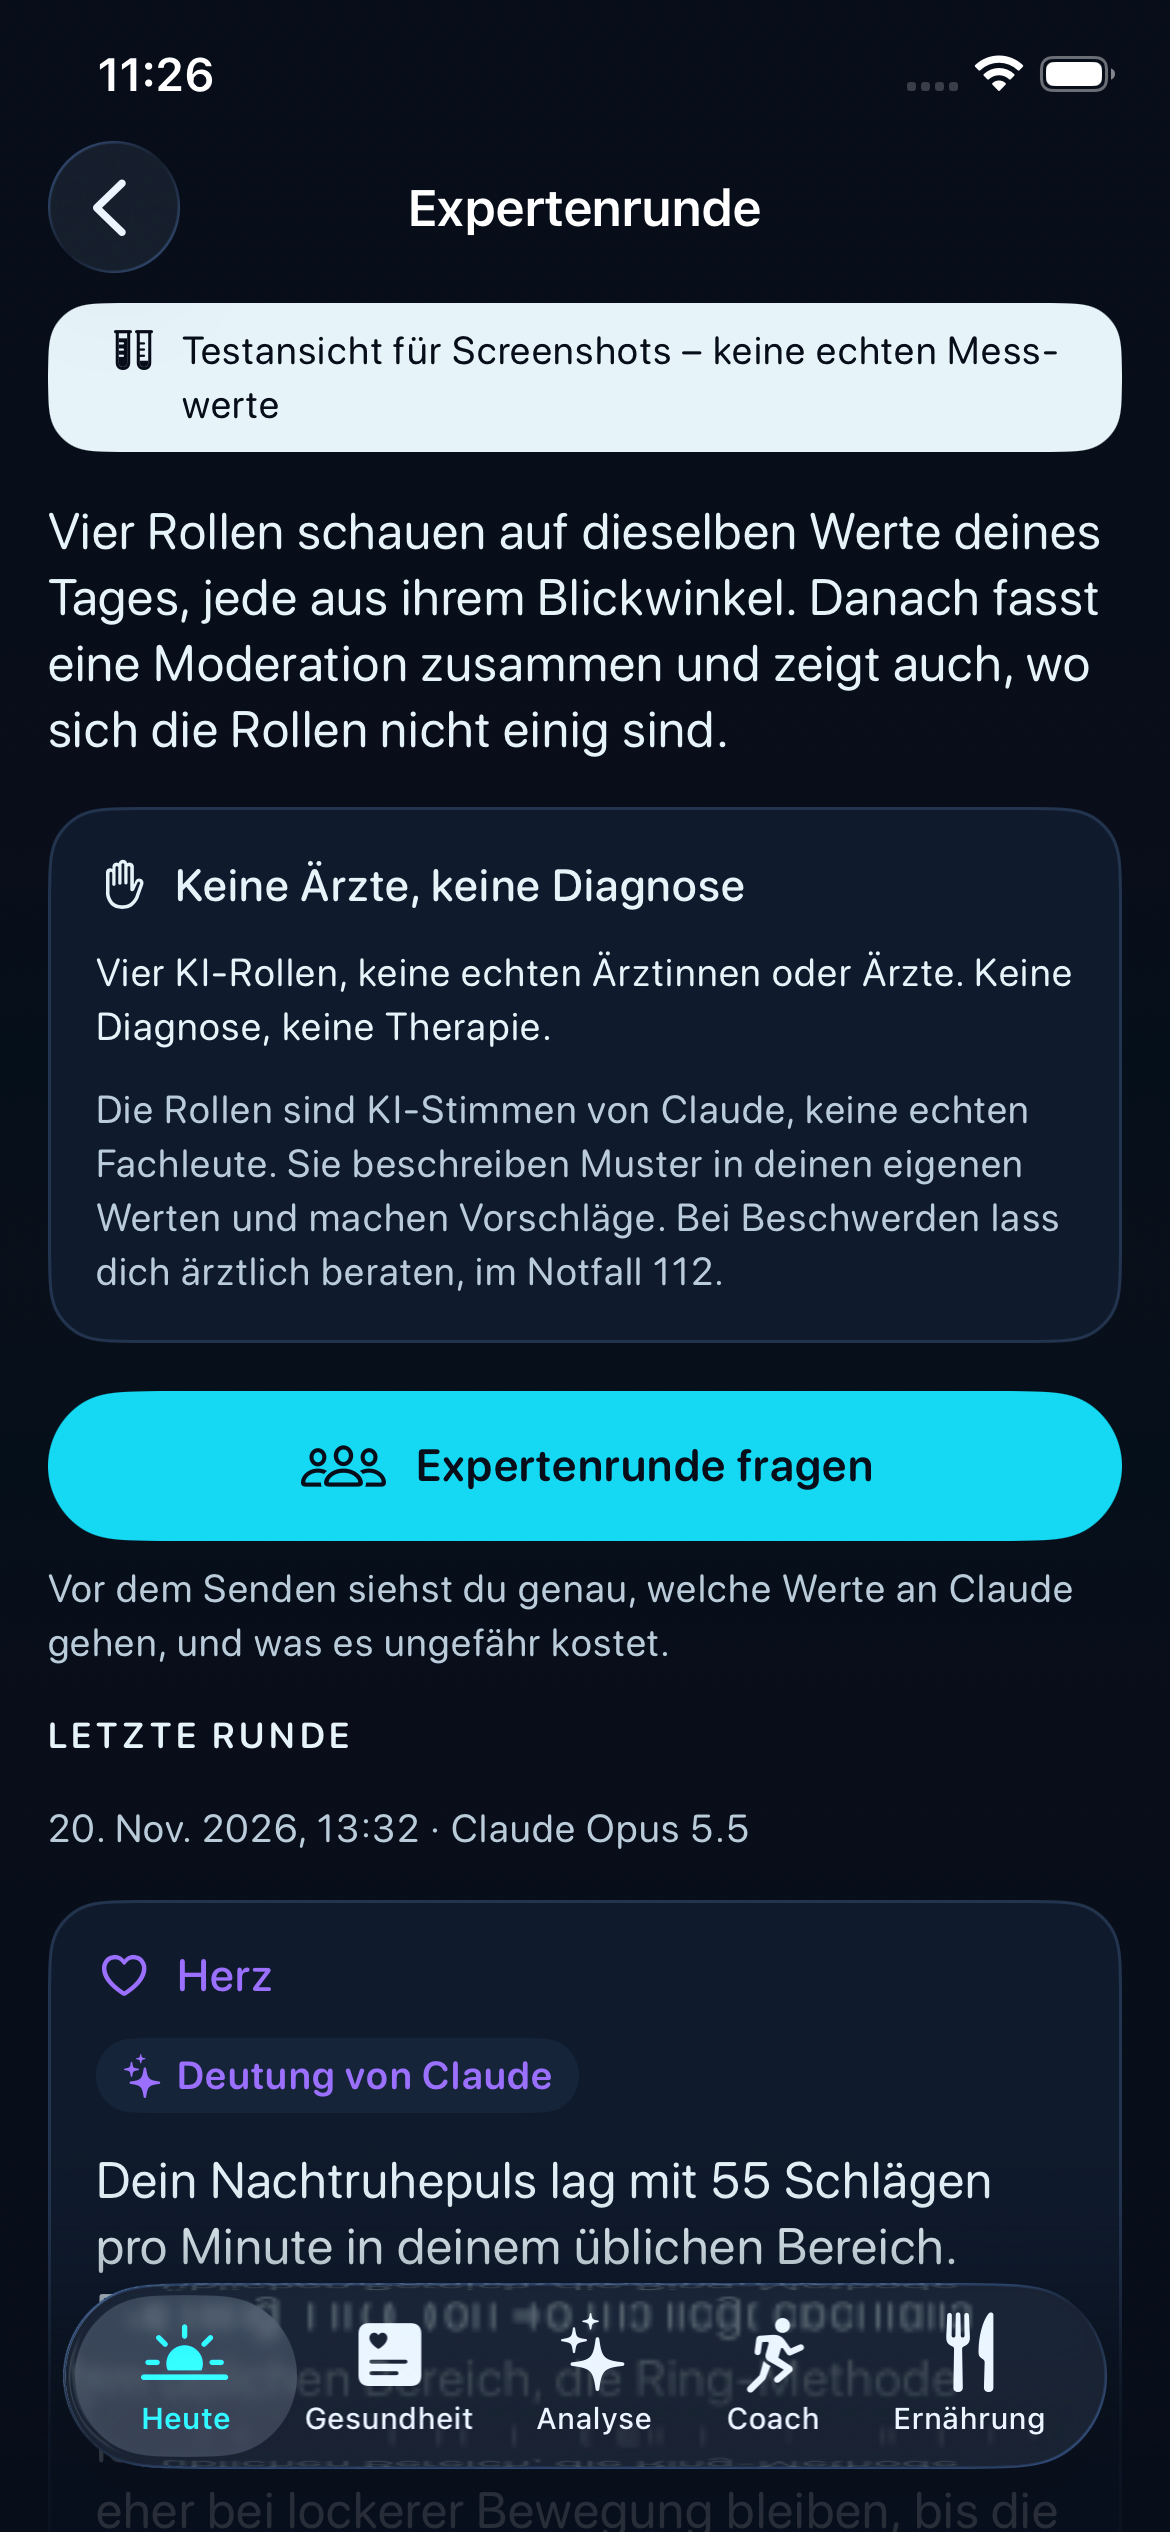 11:26
Expertenrunde
Testansicht für Screenshots – keine echten Mess-
werte
Vier Rollen schauen auf dieselben Werte deines
Tages, jede aus ihrem Blickwinkel. Danach fasst
eine Moderation zusammen und zeigt auch, wo
sich die Rollen nicht einig sind.
Keine Ärzte, keine Diagnose
Vier KI-Rollen, keine echten Ärztinnen oder Ärzte. Keine
Diagnose, keine Therapie.
Die Rollen sind KI-Stimmen von Claude, keine echten
Fachleute. Sie beschreiben Muster in deinen eigenen
Werten und machen Vorschläge. Bei Beschwerden lass
dich ärztlich beraten, im Notfall 112.
Expertenrunde fragen
Vor dem Senden siehst du genau, welche Werte an Claude
gehen, und was es ungefähr kostet.
LETZTE RUNDE
20. Nov. 2026, 13:32 · Claude Opus 5.5
Herz
Deutung von Claude
Dein Nachtruhepuls lag mit 55 Schlägen
pro Minute in deinem üblichen Bereich.
Bereich, die Ring-Methode
Heute Gesundheit Analyse Coach Ernährung
eher bei lockerer Bewegung bleiben, bis die